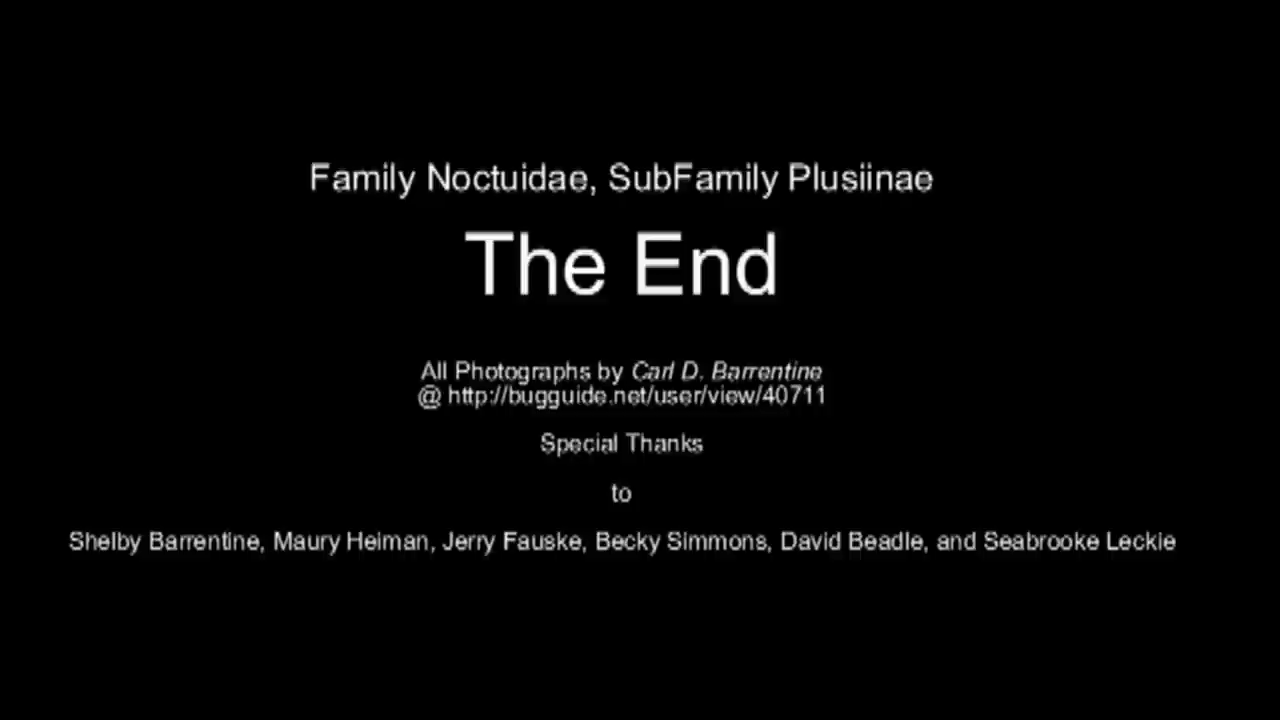 Family Noctuidae, SubFamily Plusiinae
The End
All Photographs by Carl D. Barrentine
@ http://bugguide.net/user/view/40711
Special Thanks
to
Shelby Barrentine, Maury Heiman, Jerry Fauske, Becky Simmons, David Beadle, and Seabrooke Leckie